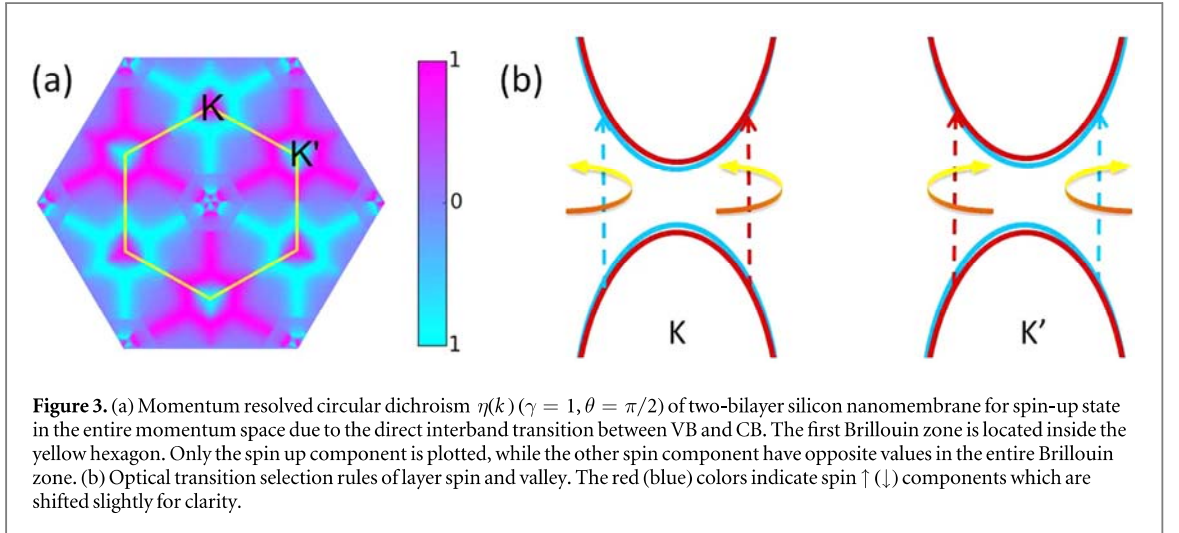 (a)
K
K'
1
0
1
(b)
K
K’
Figure 3. (a) Momentum resolved circular dichroism η(k) (γ = 1, θ = π/2) of two-bilayer silicon nanomembrane for spin-up state
in the entire momentum space due to the direct interband transition between VB and CB. The first Brillouin zone is located inside the
yellow hexagon. Only the spin up component is plotted, while the other spin component have opposite values in the entire Brillouin
zone. (b) Optical transition selection rules of layer spin and valley. The red (blue) colors indicate spin ↑ (↓) components which are
shifted slightly for clarity.